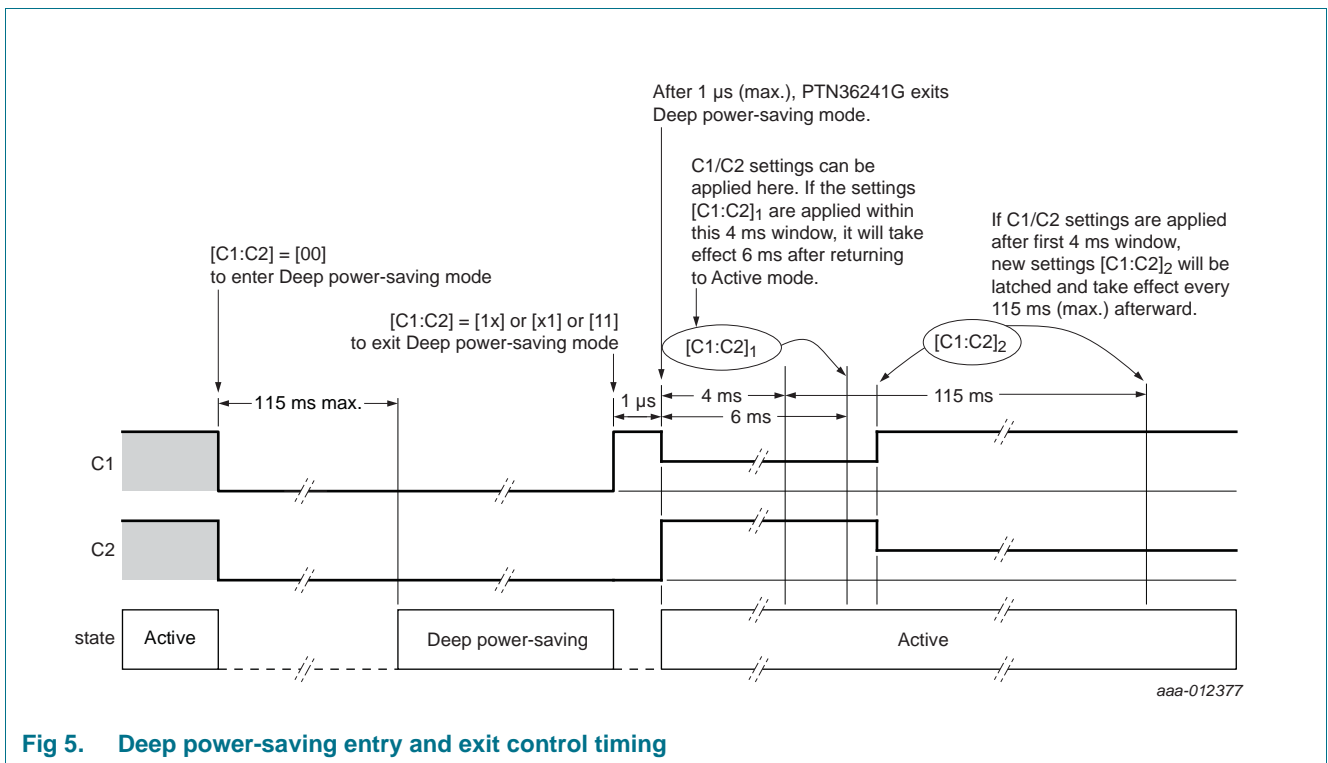 After 1 µs (max.), PTN36241G exits
Deep power-saving mode.
C1/C2 settings can be
applied here. If the settings
[C1:C2]1 are applied within
this 4 ms window, it will take
effect 6 ms after returning
to Active mode.
If C1/C2 settings are applied
after first 4 ms window,
new settings [C1:C2]2 will be
latched and take effect every
115 ms (max.) afterward.
[C1:C2] = [00]
to enter Deep power-saving mode
[C1:C2] = [1x] or [x1] or [11]
to exit Deep power-saving mode
[C1:C2]1
[C1:C2]2
115 ms max.
1 µs
4 ms
115 ms
6 ms
C1
C2
state
Active
Deep power-saving
Active
aaa-012377
Fig 5. Deep power-saving entry and exit control timing